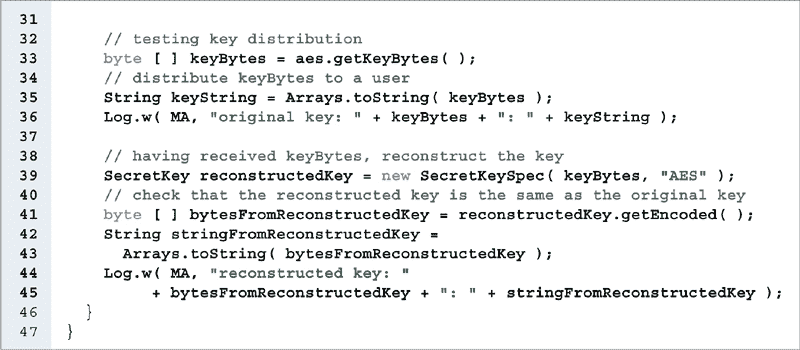 31
32 // testing key distribution
33 byte [ ] keyBytes = aes.getKeyBytes( );
34 // distribute keyBytes to a user
35 String keyString = Arrays.toString( keyBytes );
36 Log.w( MA, "original key: " + keyBytes + ": " + keyString );
37
38 // having received keyBytes, reconstruct the key
39 SecretKey reconstructedKey = new SecretKeySpec( keyBytes, "AES" );
40 // check that the reconstructed key is the same as the original key
41 byte [ ] bytesFromReconstructedKey = reconstructedKey.getEncoded( );
42 String stringFromReconstructedKey =
43 Arrays.toString( bytesFromReconstructedKey );
44 Log.w( MA, "reconstructed key: "
45 + bytesFromReconstructedKey + ": " + stringFromReconstructedKey );
46 }
47 }